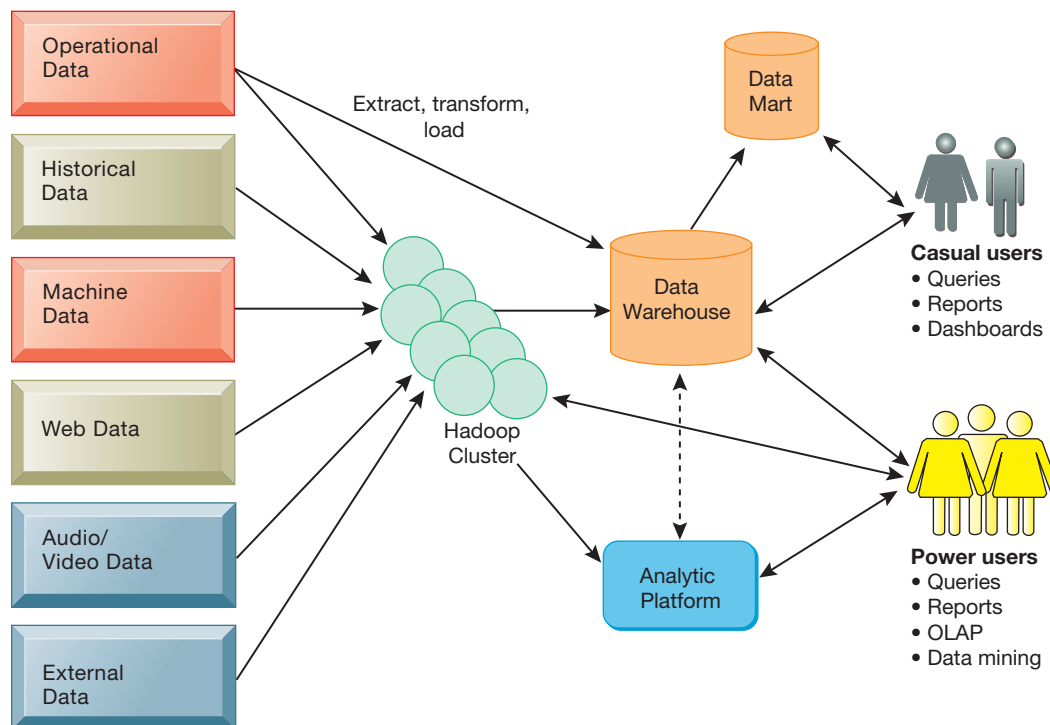 Operational
Data
Historical
Data
Machine
Data
Web Data
Audio/
Video Data
External
Data
Extract, transform,
load
Hadoop
Cluster
Data
Mart
Data
Warehouse
Analytic
Platform
Casual users
• Queries
• Reports
• Dashboards
Power users
• Queries
• Reports
• OLAP
• Data mining